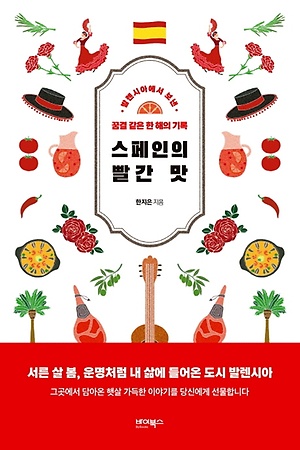 발렌시아에서 보낸
꿈결 같은 한 해의 기록
스페인의
빨간 맛
한지은 지음
서른 살 봄, 운명처럼 내 삶에 들어온 도시 발렌시아
그곳에서 담아온 햇살 가득한 이야기를 당신에게 선물합니다
바이북스